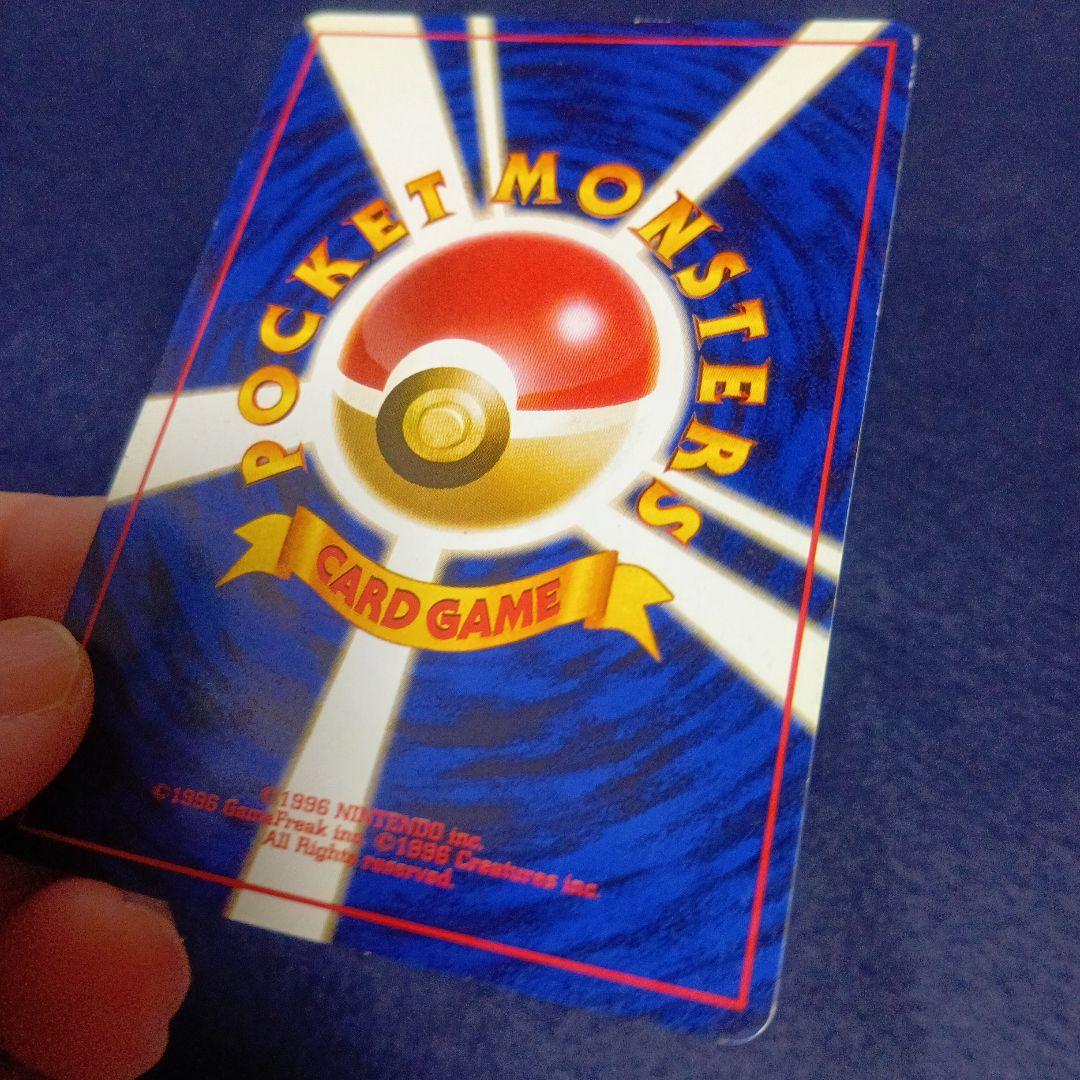 POCKET MONSTERS
CARD GAME
©1996 NINTENDO inc.
©1996 GameFreak inc. ©1996 Creatures inc.
All Rights reserved.